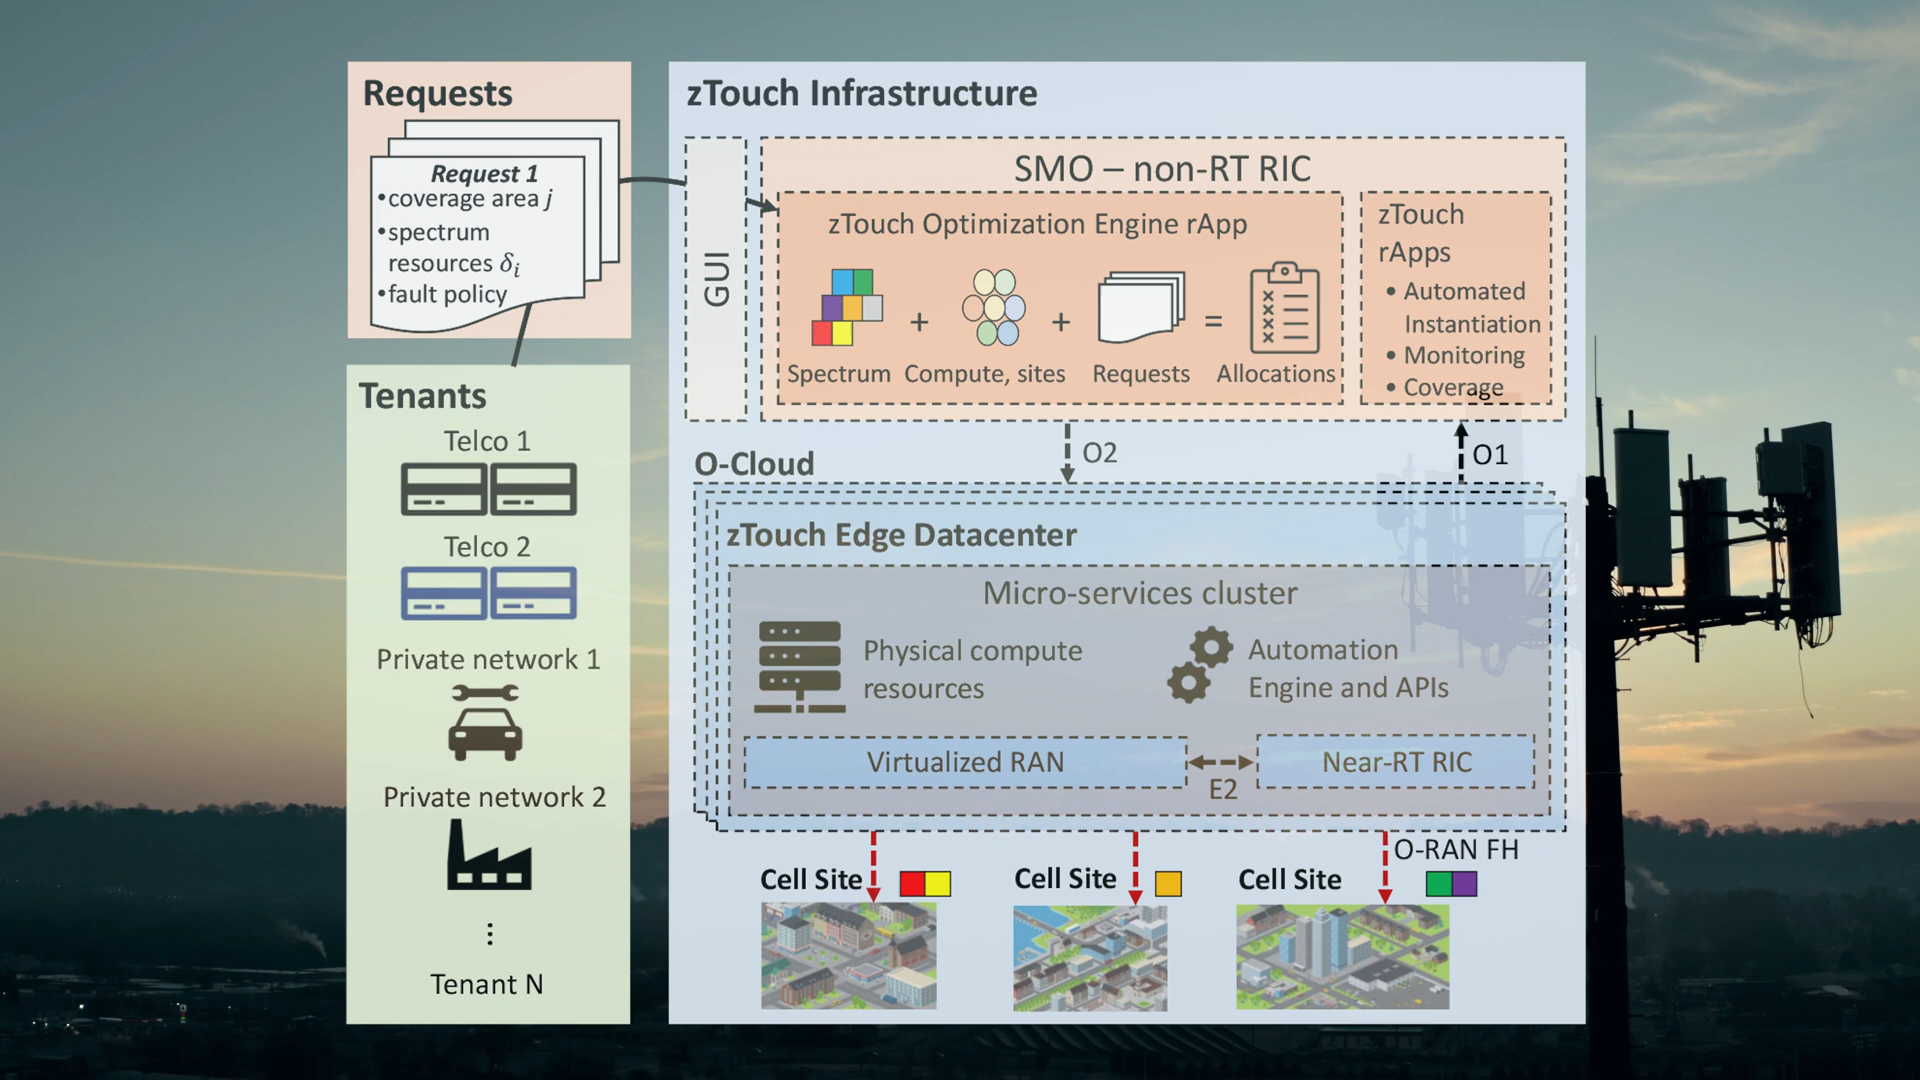 Requests
Request 1
•coverage area j
•spectrum
resources δi
•fault policy
Tenants
Telco 1
Telco 2
Private network 1
Private network 2
⋮
Tenant N
zTouch Infrastructure
GUI
SMO – non-RT RIC
zTouch Optimization Engine rApp
+ + =
Spectrum Compute, sites Requests Allocations
zTouch
rApps
• Automated
Instantiation
• Monitoring
• Coverage
O2
O1
O-Cloud
zTouch Edge Datacenter
Micro-services cluster
Physical compute
resources
Automation
Engine and APIs
Virtualized RAN
E2
Near-RT RIC
O-RAN FH
Cell Site
Cell Site
Cell Site